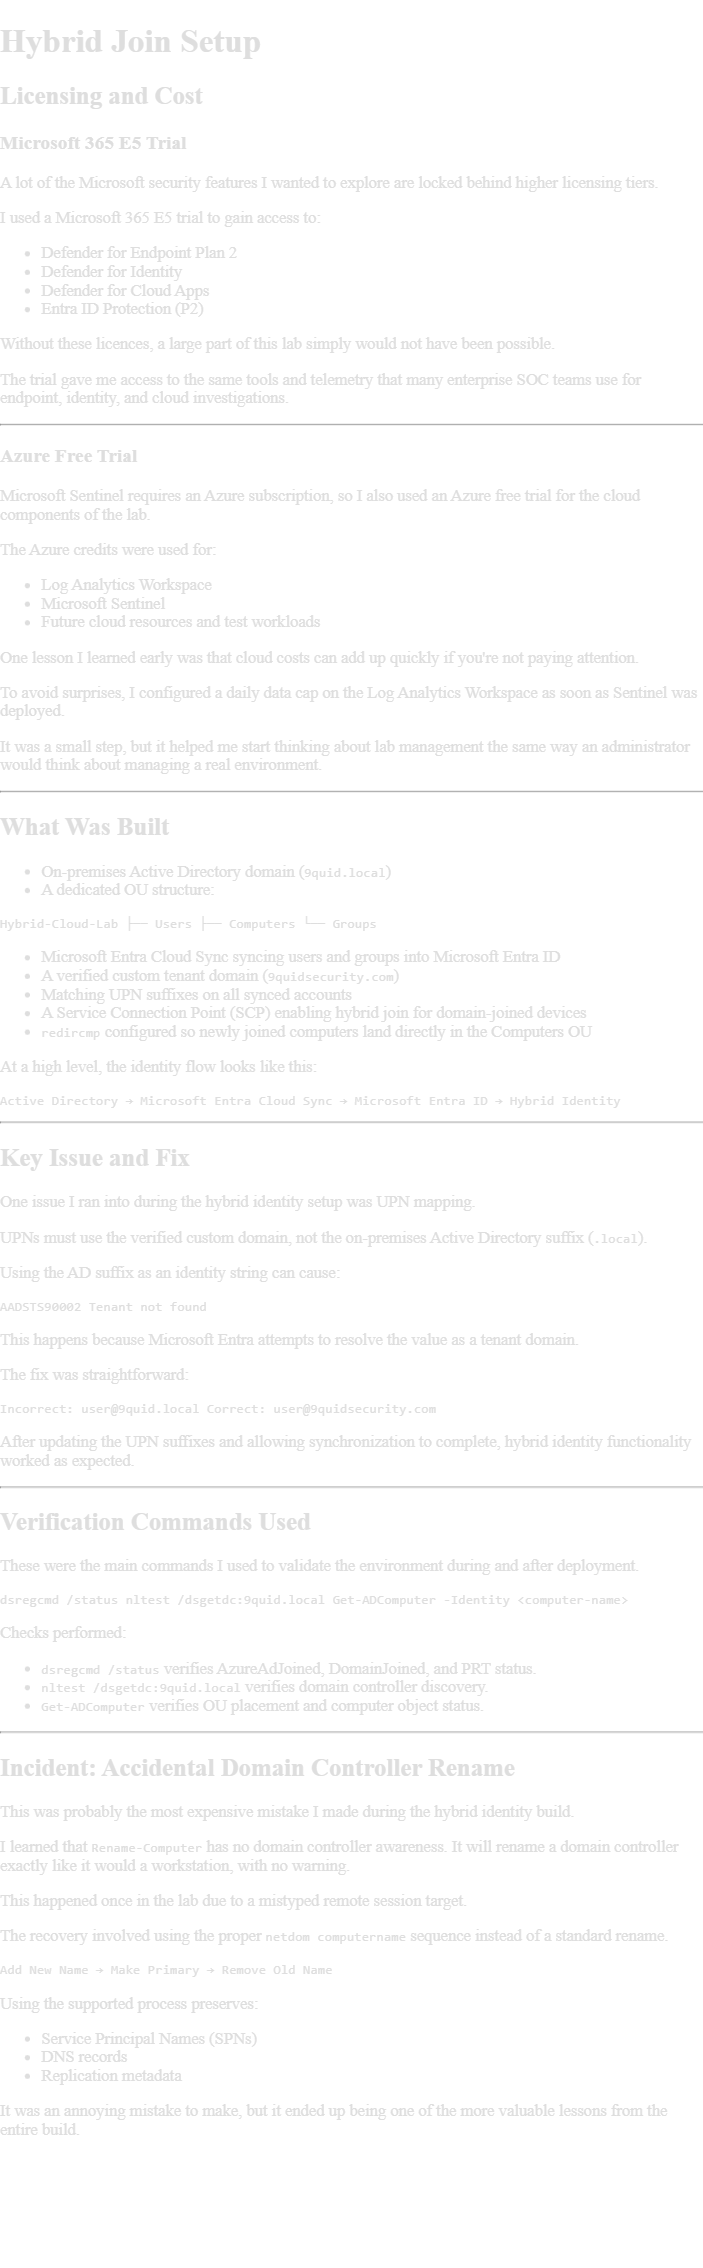 Hybrid Join Setup
Licensing and Cost
Microsoft 365 E5 Trial
A lot of the Microsoft security features I wanted to explore are locked behind higher licensing tiers.
I used a Microsoft 365 E5 trial to gain access to:
• Defender for Endpoint Plan 2
• Defender for Identity
• Defender for Cloud Apps
• Entra ID Protection (P2)
Without these licences, a large part of this lab simply would not have been possible.
The trial gave me access to the same tools and telemetry that many enterprise SOC teams use for
endpoint, identity, and cloud investigations.
Azure Free Trial
Microsoft Sentinel requires an Azure subscription, so I also used an Azure free trial for the cloud
components of the lab.
The Azure credits were used for:
• Log Analytics Workspace
• Microsoft Sentinel
• Future cloud resources and test workloads
One lesson I learned early was that cloud costs can add up quickly if you're not paying attention.
To avoid surprises, I configured a daily data cap on the Log Analytics Workspace as soon as Sentinel was
deployed.
It was a small step, but it helped me start thinking about lab management the same way an administrator
would think about managing a real environment.
What Was Built
• On-premises Active Directory domain (9quid.local)
• A dedicated OU structure:
Hybrid-Cloud-Lab ├── Users ├── Computers └── Groups
• Microsoft Entra Cloud Sync syncing users and groups into Microsoft Entra ID
• A verified custom tenant domain (9quidsecurity.com)
• Matching UPN suffixes on all synced accounts
• A Service Connection Point (SCP) enabling hybrid join for domain-joined devices
• redircmp configured so newly joined computers land directly in the Computers OU
At a high level, the identity flow looks like this:
Active Directory → Microsoft Entra Cloud Sync → Microsoft Entra ID → Hybrid Identity
Key Issue and Fix
One issue I ran into during the hybrid identity setup was UPN mapping.
UPNs must use the verified custom domain, not the on-premises Active Directory suffix (.local).
Using the AD suffix as an identity string can cause:
AADSTS90002 Tenant not found
This happens because Microsoft Entra attempts to resolve the value as a tenant domain.
The fix was straightforward:
Incorrect: user@9quid.local Correct: user@9quidsecurity.com
After updating the UPN suffixes and allowing synchronization to complete, hybrid identity functionality
worked as expected.
Verification Commands Used
These were the main commands I used to validate the environment during and after deployment.
dsregcmd /status nltest /dsgetdc:9quid.local Get-ADComputer -Identity <computer-name>
Checks performed:
• dsregcmd /status verifies AzureAdJoined, DomainJoined, and PRT status.
• nltest /dsgetdc:9quid.local verifies domain controller discovery.
• Get-ADComputer verifies OU placement and computer object status.
Incident: Accidental Domain Controller Rename
This was probably the most expensive mistake I made during the hybrid identity build.
I learned that Rename-Computer has no domain controller awareness. It will rename a domain controller
exactly like it would a workstation, with no warning.
This happened once in the lab due to a mistyped remote session target.
The recovery involved using the proper netdom computername sequence instead of a standard rename.
Add New Name → Make Primary → Remove Old Name
Using the supported process preserves:
• Service Principal Names (SPNs)
• DNS records
• Replication metadata
It was an annoying mistake to make, but it ended up being one of the more valuable lessons from the
entire build.